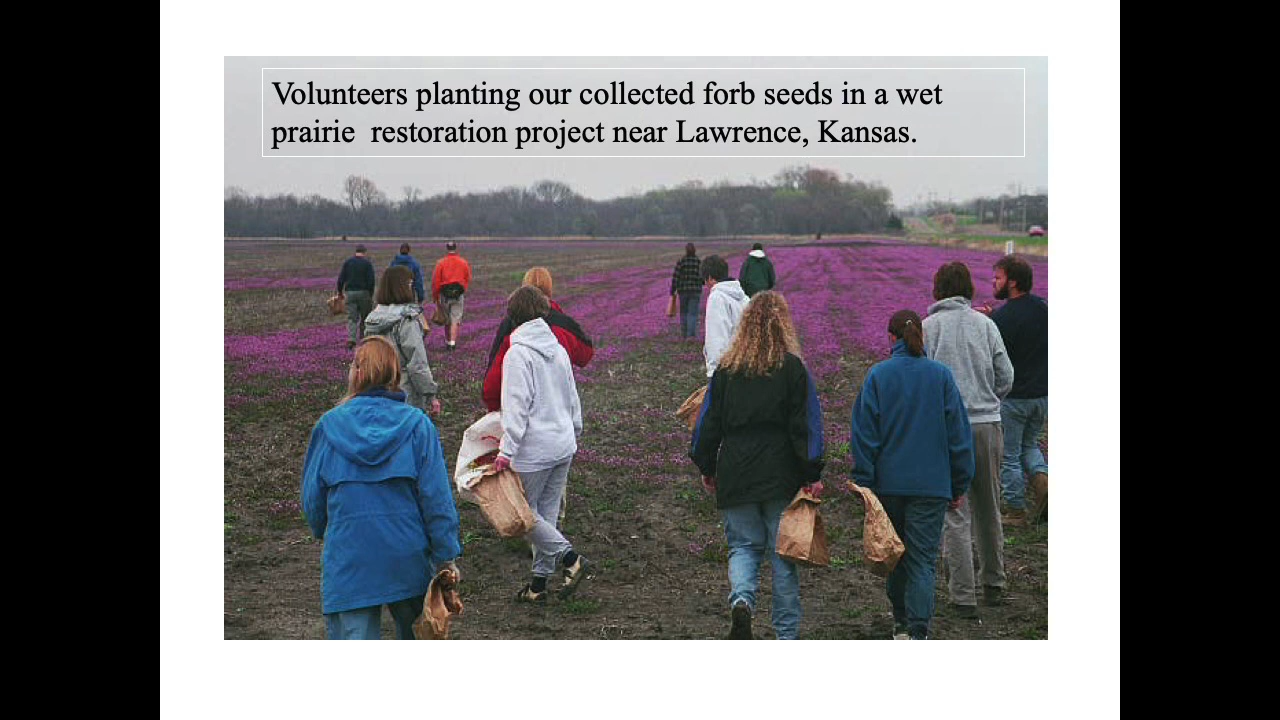 Volunteers planting our collected forb seeds in a wet
prairie  restoration project near Lawrence, Kansas.